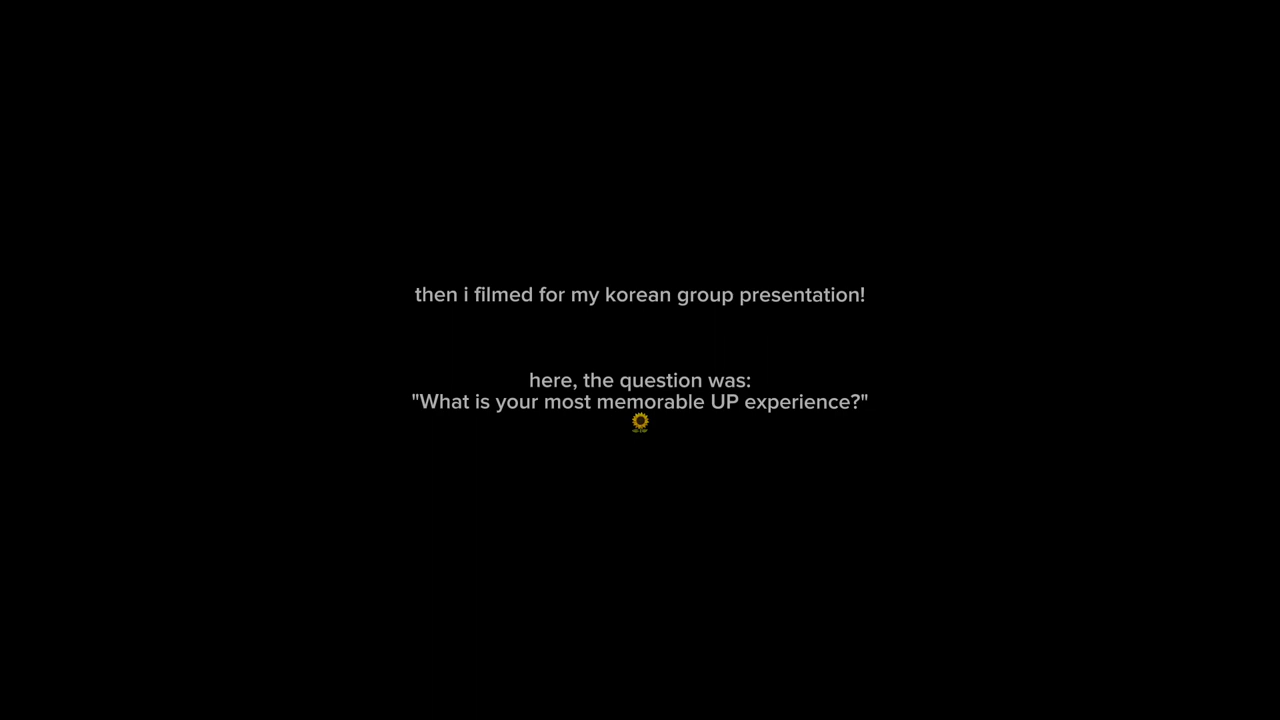 then i filmed for my korean group presentation!
here, the question was:
"What is your most memorable UP experience?"
🌻